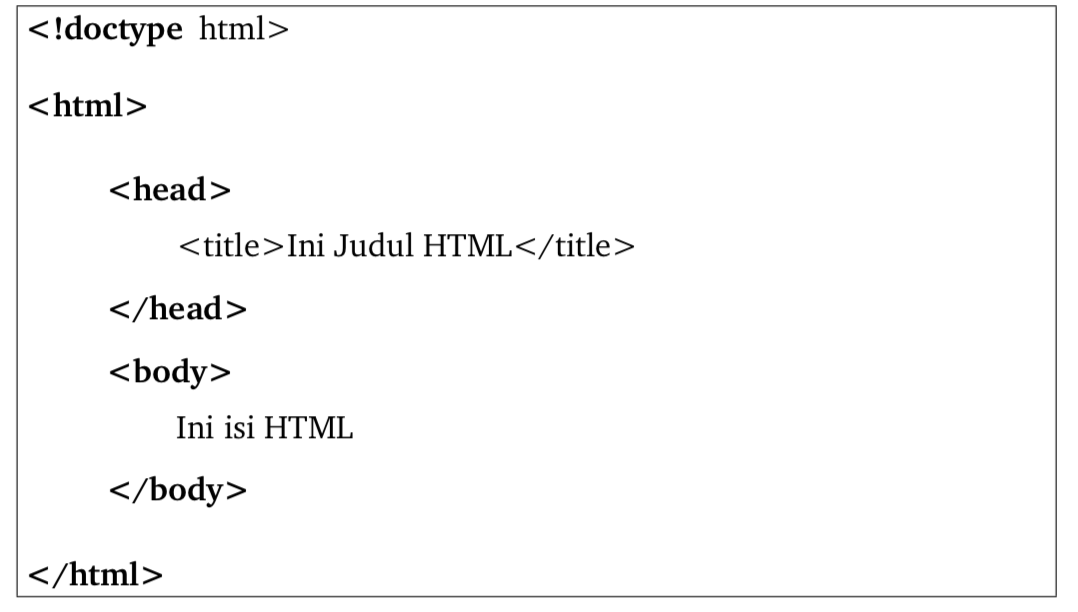 <!doctype html>
<html>
<head>
<title>Ini Judul HTML</title>
</head>
<body>
Ini isi HTML
</body>
</html>